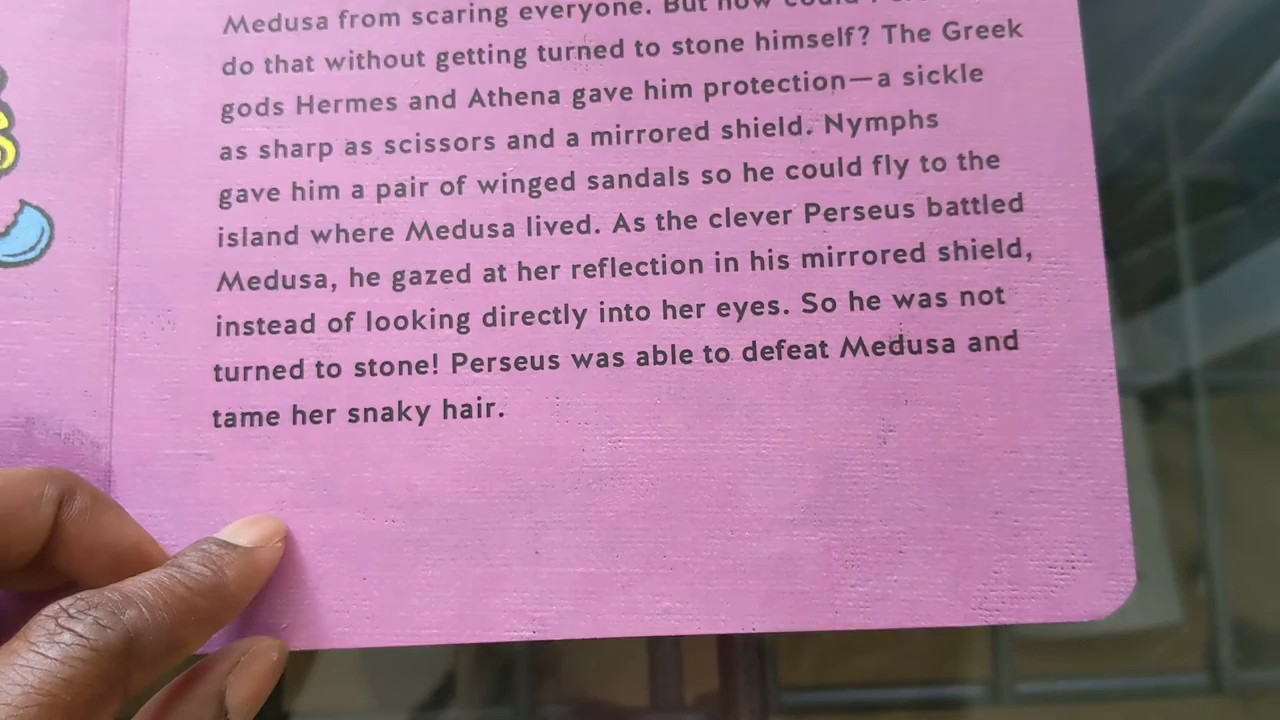 Medusa from scaring everyone. But how could
do that without getting turned to stone himself? The Greek
gods Hermes and Athena gave him protection—a sickle
as sharp as scissors and a mirrored shield. Nymphs
gave him a pair of winged sandals so he could fly to the
island where Medusa lived. As the clever Perseus battled
Medusa, he gazed at her reflection in his mirrored shield,
instead of looking directly into her eyes. So he was not
turned to stone! Perseus was able to defeat Medusa and
tame her snaky hair.